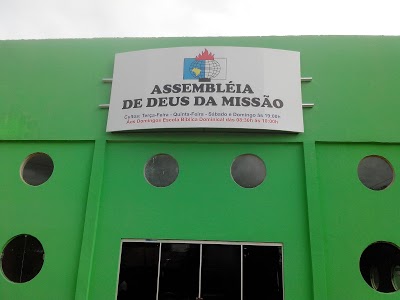 ASSEMBLÉIA
DE DEUS DA MISSÃO
Cultos: Terça-Feira - Quinta-Feira - Sábado e Domingo às 19:00h
Aos Domingos Escola Bíblica Dominical das 08:30h às 10:00h